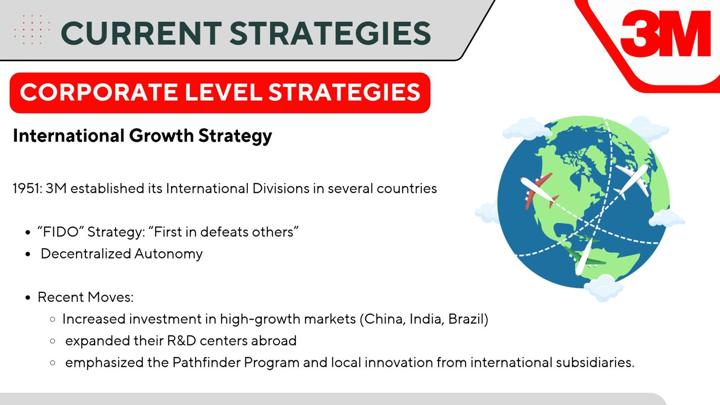 CURRENT STRATEGIES
3M
CORPORATE LEVEL STRATEGIES
International Growth Strategy
1951: 3M established its International Divisions in several countries
• "FIDO" Strategy: "First in defeats others"
• Decentralized Autonomy
• Recent Moves:
○ Increased investment in high-growth markets (China, India, Brazil)
○ expanded their R&D centers abroad
○ emphasized the Pathfinder Program and local innovation from international subsidiaries.